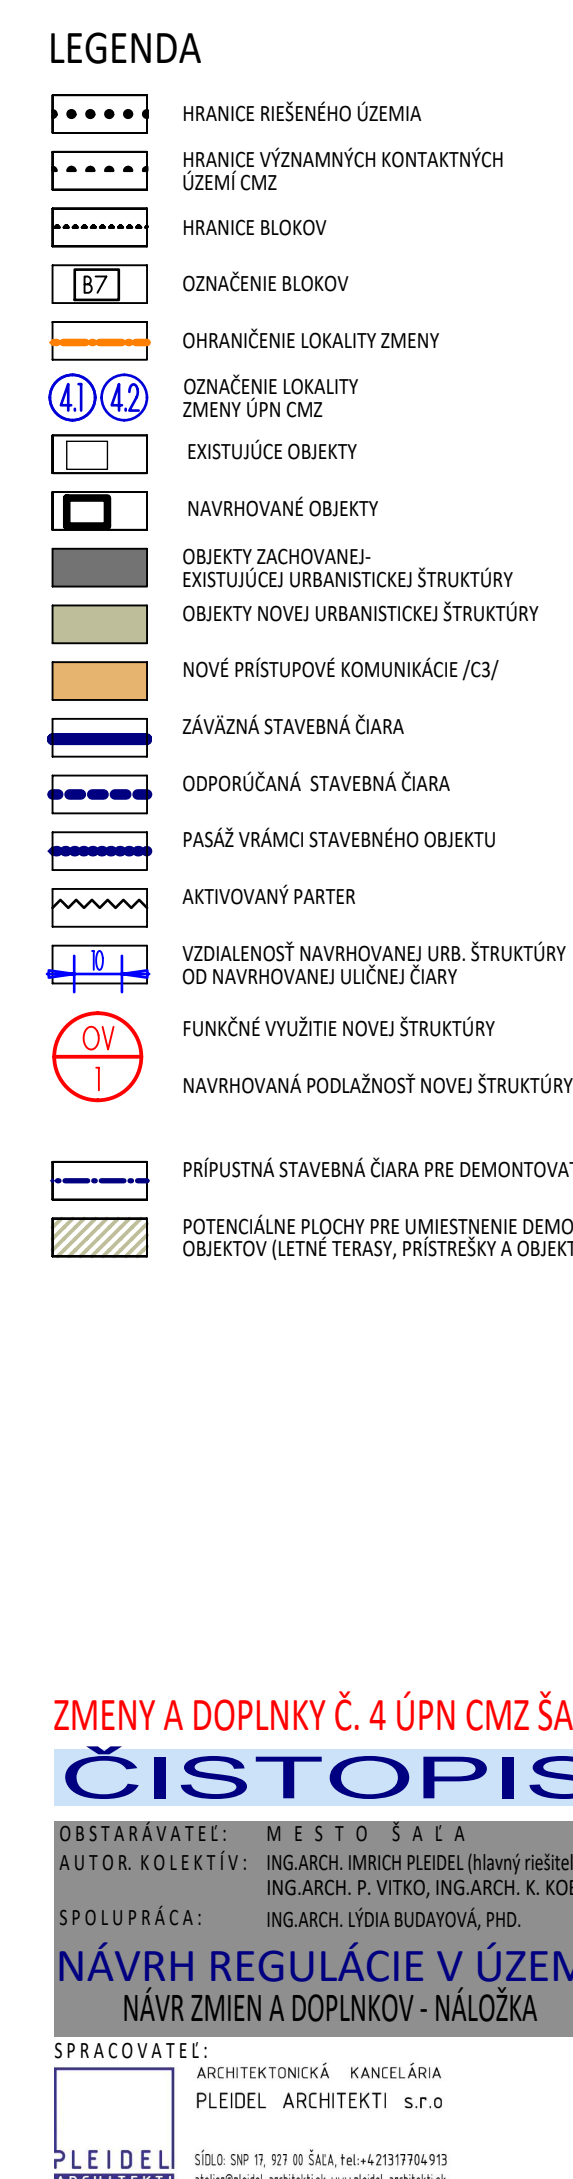 LEGENDA
HRANICE RIEŠENÉHO ÚZEMIA
HRANICE VÝZNAMNÝCH KONTAKTNÝCH
ÚZEMÍ CMZ
HRANICE BLOKOV
B7
OZNAČENIE BLOKOV
OHRANIČENIE LOKALITY ZMENY
4.1 4.2
OZNAČENIE LOKALITY
ZMENY ÚPN CMZ
EXISTUJÚCE OBJEKTY
NAVRHOVANÉ OBJEKTY
OBJEKTY ZACHOVANEJ-
EXISTUJÚCEJ URBANISTICKEJ ŠTRUKTÚRY
OBJEKTY NOVEJ URBANISTICKEJ ŠTRUKTÚRY
NOVÉ PRÍSTUPOVÉ KOMUNIKÁCIE /C3/
ZÁVÄZNÁ STAVEBNÁ ČIARA
ODPORÚČANÁ STAVEBNÁ ČIARA
PASÁŽ VRÁMCI STAVEBNÉHO OBJEKTU
AKTIVOVANÝ PARTER
10
VZDIALENOSŤ NAVRHOVANEJ URB. ŠTRUKTÚRY
OD NAVRHOVANEJ ULIČNEJ ČIARY
OV
FUNKČNÉ VYUŽITIE NOVEJ ŠTRUKTÚRY
1
NAVRHOVANÁ PODLAŽNOSŤ NOVEJ ŠTRUKTÚRY
PRÍPUSTNÁ STAVEBNÁ ČIARA PRE DEMONTOVAT
POTENCIÁLNE PLOCHY PRE UMIESTNENIE DEMO
OBJEKTOV (LETNÉ TERASY, PRÍSTREŠKY A OBJEKT
ZMENY A DOPLNKY Č. 4 ÚPN CMZ ŠA
ČISTOPIS
OBSTARÁVATEĽ: MESTO ŠAĽA
AUTOR. KOLEKTÍV: ING.ARCH. IMRICH PLEIDEL (hlavný riešitel
ING.ARCH. P. VITKO, ING.ARCH. K. KOB
SPOLUPRÁCA: ING.ARCH. LÝDIA BUDAYOVÁ, PHD.
NÁVRH REGULÁCIE V ÚZEM
NÁVR ZMIEN A DOPLNKOV - NÁLOŽKA
SPRACOVATEĽ:
ARCHITEKTONICKÁ KANCELÁRIA
PLEIDEL ARCHITEKTI s.r.o
PLEIDEL
SÍDLO: SNP 17, 927 00 ŠAĽA, tel:+421317704913